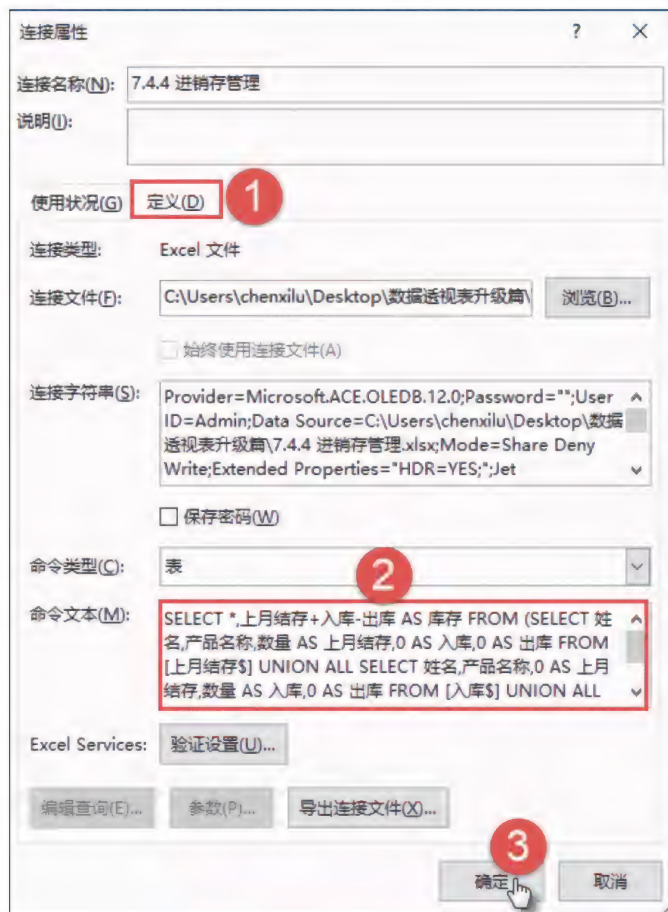 连接属性 ?
连接名称(N): 7.4.4 进销存管理
说明(I):
使用状况(G) 定义(D) 1
连接类型: Excel 文件
连接文件(F): C:\Users\chenxilu\Desktop\数据透视表升级篇\ 浏览(B)...
始终使用连接文件(A)
连接字符串(S): Provider=Microsoft.ACE.OLEDB.12.0;Password="";User
ID=Admin;Data Source=C:\Users\chenxilu\Desktop\数据
透视表升级篇\7.4.4 进销存管理.xlsx;Mode=Share Deny
Write;Extended Properties="HDR=YES;";Jet
保存密码(W)
命令类型(C): 表
2
命令文本(M): SELECT *,上月结存+入库-出库 AS 库存 FROM (SELECT 姓
名,产品名称,数量 AS 上月结存,0 AS 入库,0 AS 出库 FROM
[上月结存$] UNION ALL SELECT 姓名,产品名称,0 AS 上月
结存,数量 AS 入库,0 AS 出库 FROM [入库$] UNION ALL
Excel Services: 验证设置(U)...
编辑查询(E)... 参数(P)... 导出连接文件(X)...
3
确定 取消